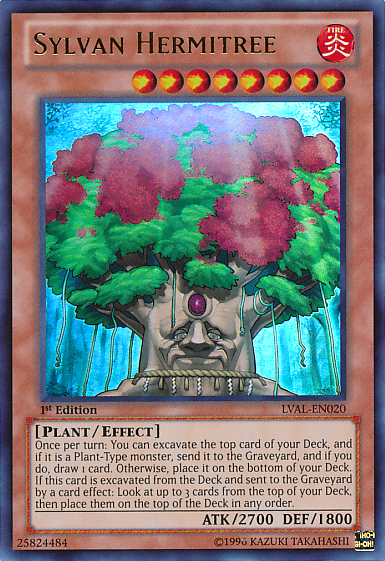 SYLVAN HERMITREE
FIRE
炎
1st Edition
LVAL-EN020
[PLANT / EFFECT]
Once per turn: You can excavate the top card of your Deck, and
if it is a Plant-Type monster, send it to the Graveyard, and if you
do, draw 1 card. Otherwise, place it on the bottom of your Deck.
If this card is excavated from the Deck and sent to the Graveyard
by a card effect: Look at up to 3 cards from the top of your Deck,
then place them on the top of the Deck in any order.
ATK/2700 DEF/1800
25824484
©1996 KAZUKI TAKAHASHI